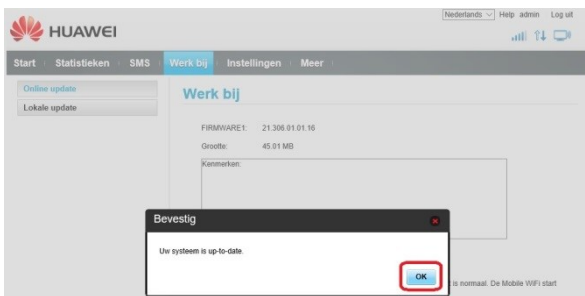 Nederlands Help admin Log uit
HUAWEI
Start Statistieken SMS Werk bij Instellingen Meer
Online update
Lokale update
Werk bij
FIRMWARE1: 21.306.01.01.16
Grootte: 45.01 MB
Kenmerken:
Bevestig
Uw systeem is up-to-date.
OK
t is normaal. De Mobile WiFi start